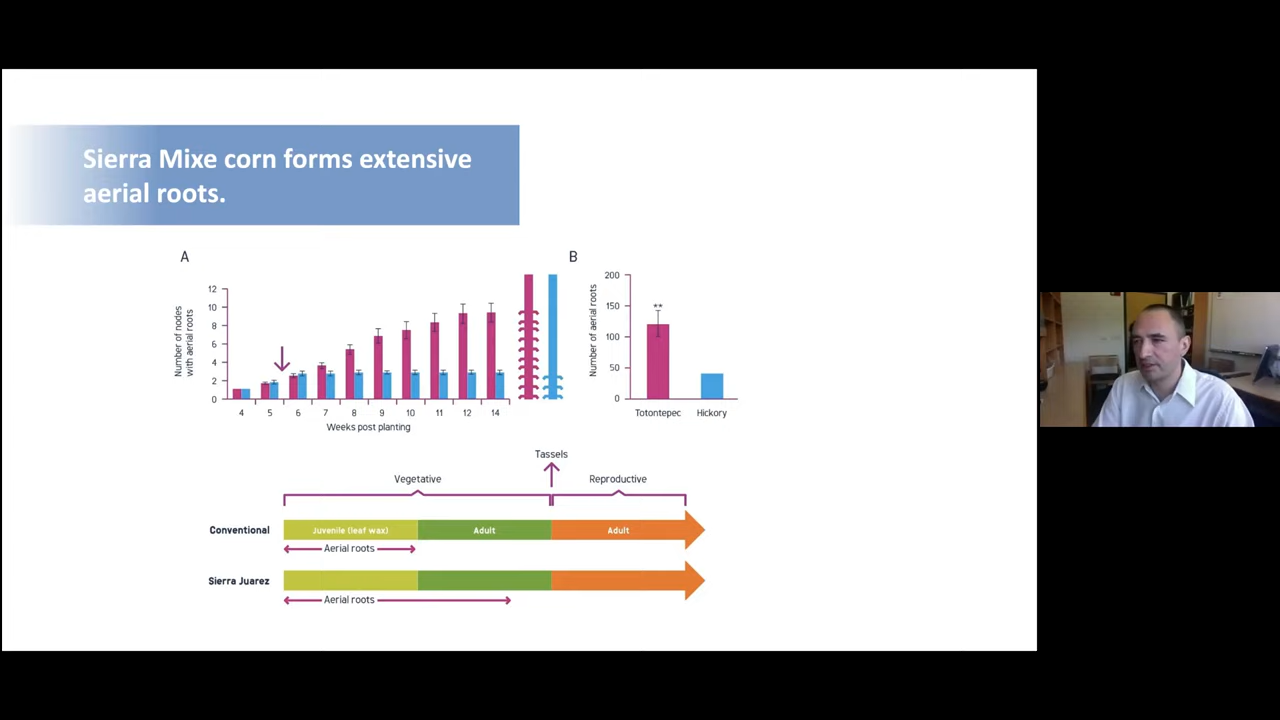 Sierra Mixe corn forms extensive
aerial roots.
A
Number of nodes
with aerial roots
12
10
8
6
4
2
0
4 5 6 7 8 9 10 11 12 14
Weeks post planting
B
Number of aerial roots
200
150
100
50
0
**
Totontepec Hickory
Tassels
Vegetative Reproductive
Conventional Juvenile (leaf wax) Adult Adult
Aerial roots
Sierra Juarez
Aerial roots